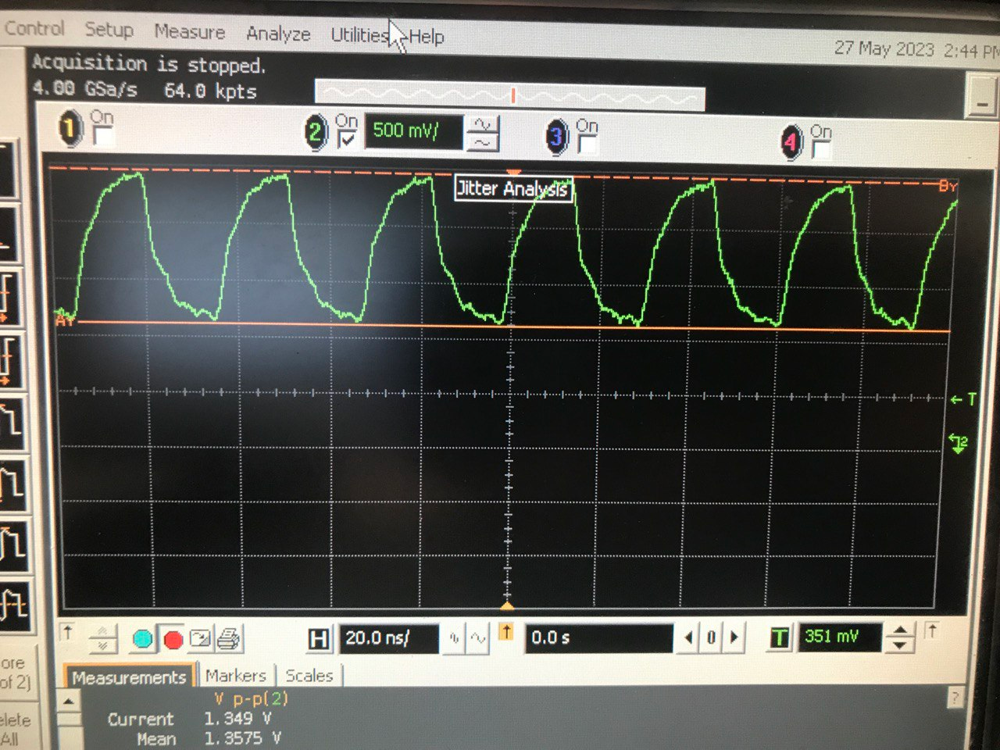 Control Setup Measure Analyze Utilities Help
27 May 2023 2:44 PM
Acquisition is stopped.
4.00 GSa/s 64.0 kpts
1 On
2 On 500 mV/
3 On
4 On
Jitter Analysis
By
Ay
T
2
H 20.0 ns/ 0.0 s 0 T 351 mV
Measurements Markers Scales
ore
of 2)
V p-p(2)
?
Current 1.349 V
Mean 1.3575 V
elete
All